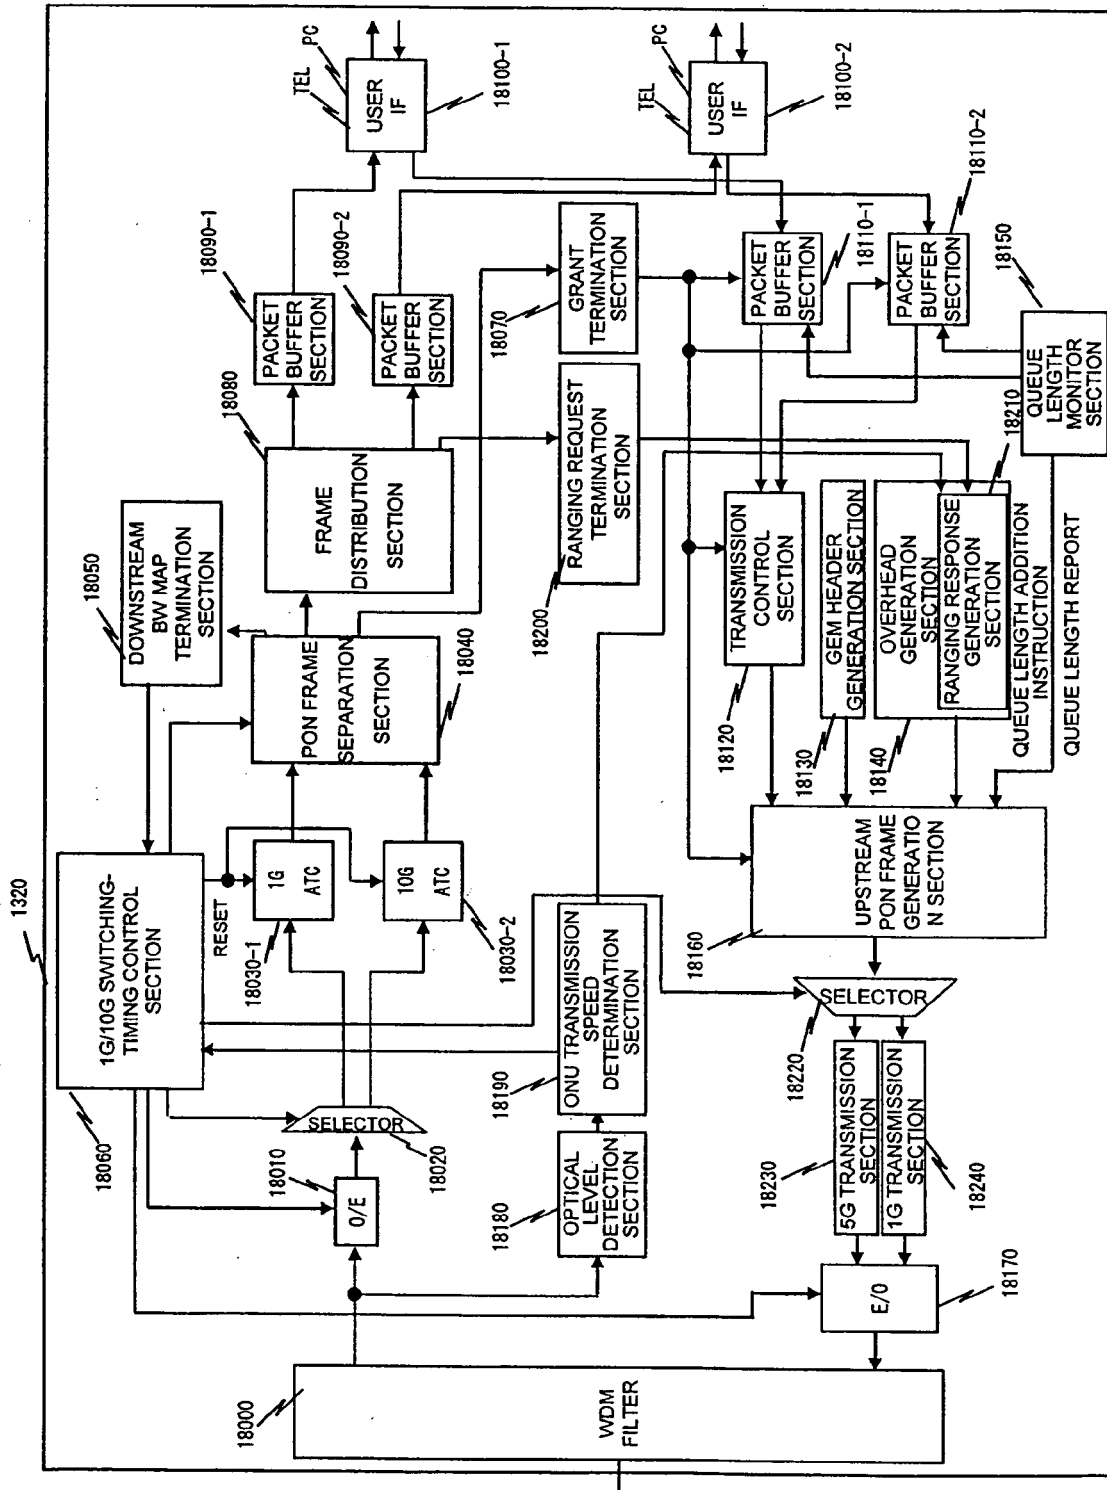 1320
18060
1G/10G SWITCHING-
TIMING CONTROL
SECTION
18050
DOWNSTREAM
BW MAP
TERMINATION
SECTION
RESET
1G
ATC
18030-1
10G
ATC
18030-2
PON FRAME
SEPARATION
SECTION
18040
18080
FRAME
DISTRIBUTION
SECTION
18090-1
PACKET
BUFFER
SECTION
18090-2
PACKET
BUFFER
SECTION
TEL
PC
USER
IF
18100-1
TEL
PC
USER
IF
18100-2
18000
WDM
FILTER
18010
O/E
SELECTOR
18020
18180
OPTICAL
LEVEL
DETECTION
SECTION
18190
ONU TRANSMISSION
SPEED
DETERMINATION
SECTION
18200
RANGING REQUEST
TERMINATION
SECTION
18070
GRANT
TERMINATION
SECTION
PACKET
BUFFER
SECTION
18110-1
PACKET
BUFFER
SECTION
18110-2
18150
QUEUE
LENGTH
MONITOR
SECTION
TRANSMISSION
CONTROL
SECTION
18120
GEM HEADER
GENERATION SECTION
18130
OVERHEAD
GENERATION
SECTION
18140
RANGING RESPONSE
GENERATION
SECTION
18210
QUEUE LENGTH ADDITION
INSTRUCTION
QUEUE LENGTH REPORT
UPSTREAM
PON FRAME
GENERATIO
N SECTION
18160
SELECTOR
18220
5G TRANSMISSION
SECTION
18230
1G TRANSMISSION
SECTION
18240
E/O
18170